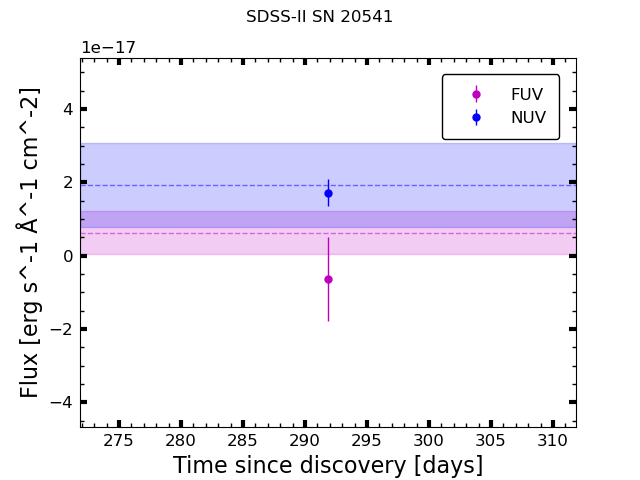 SDSS-II SN 20541
1e−17
FUV
NUV
4
2
0
−2
−4
Flux [erg s^-1 Å^-1 cm^-2]
275 280 285 290 295 300 305 310
Time since discovery [days]